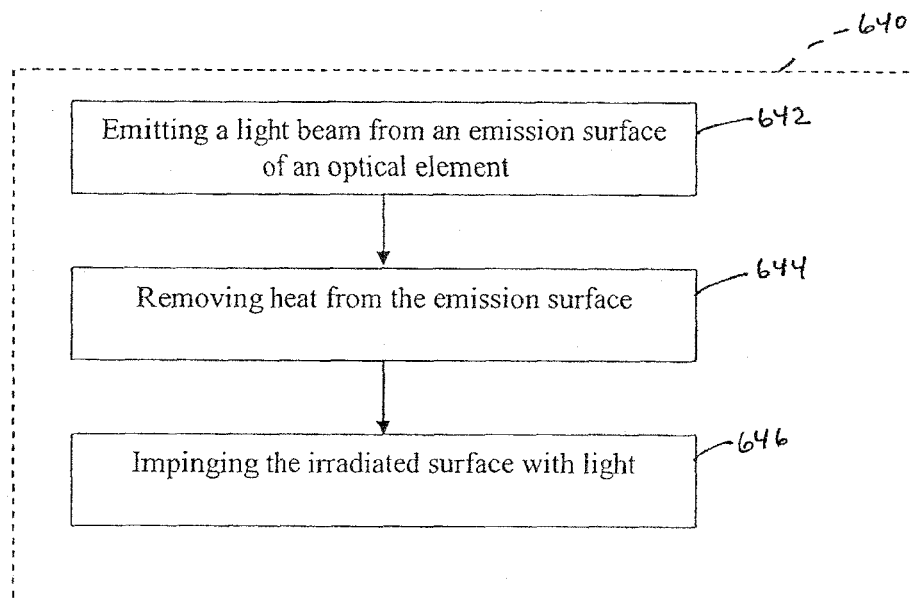 640
Emitting a light beam from an emission surface
of an optical element
642
Removing heat from the emission surface
644
Impinging the irradiated surface with light
646